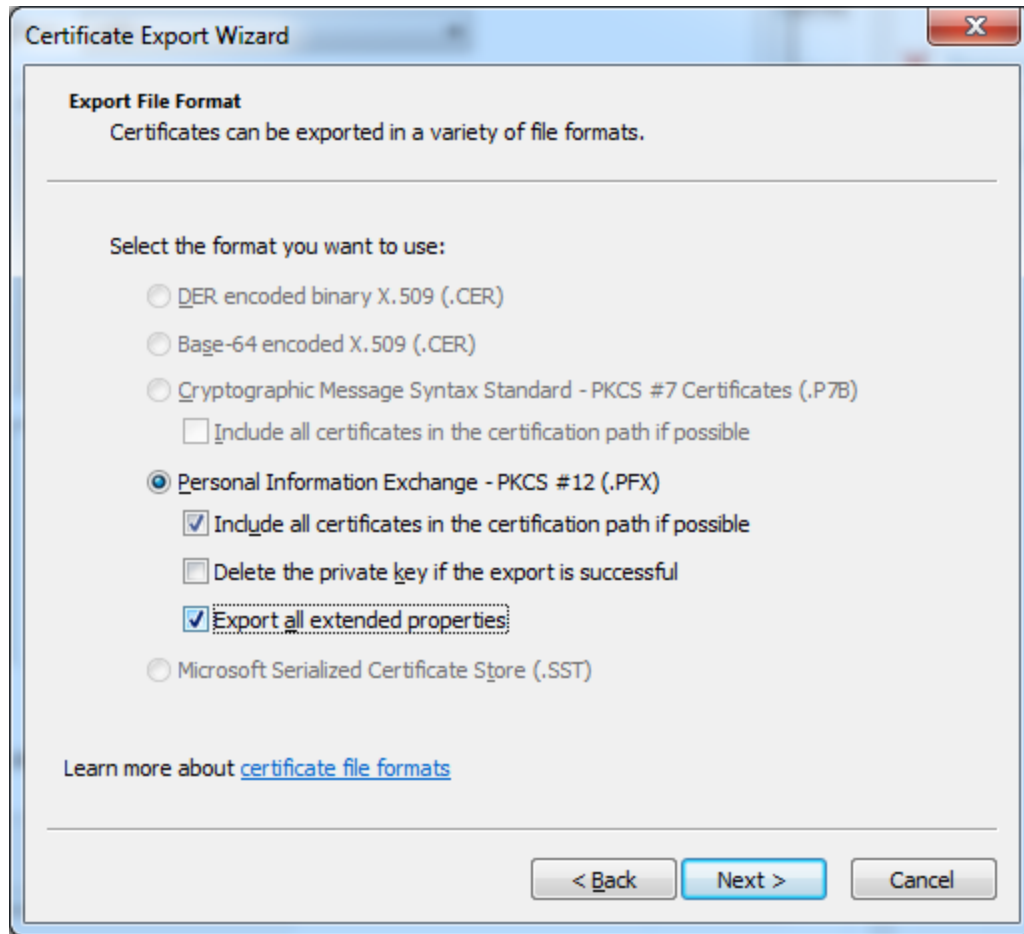 Certificate Export Wizard
Export File Format
Certificates can be exported in a variety of file formats.
Select the format you want to use:
DER encoded binary X.509 (.CER)
Base-64 encoded X.509 (.CER)
Cryptographic Message Syntax Standard - PKCS #7 Certificates (.P7B)
Include all certificates in the certification path if possible
Personal Information Exchange - PKCS #12 (.PFX)
Include all certificates in the certification path if possible
Delete the private key if the export is successful
Export all extended properties
Microsoft Serialized Certificate Store (.SST)
Learn more about certificate file formats
< Back Next > Cancel